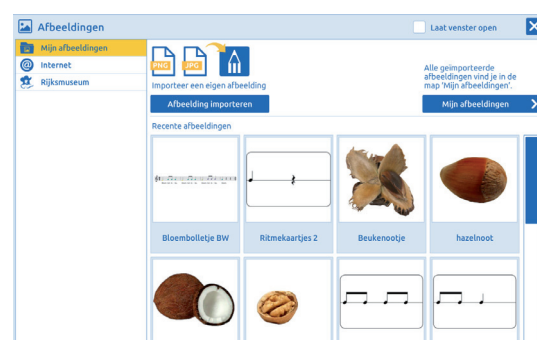 Afbeeldingen
Laat venster open
Mijn afbeeldingen
Internet
Rijksmuseum
PNG
JPG
Importeer een eigen afbeelding
Afbeelding importeren
Alle geïmporteerde
afbeeldingen vind je in de
map 'Mijn afbeeldingen'.
Mijn afbeeldingen
Recente afbeeldingen
Bloembolletje BW
Ritmekaartjes 2
Beukenootje
hazelnoot